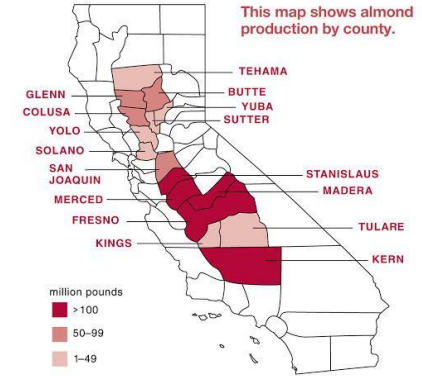 This map shows almond
production by county.
TEHAMA
GLENN
BUTTE
COLUSA
YUBA
SUTTER
YOLO
SOLANO
SAN
JOAQUIN
STANISLAUS
MADERA
MERCED
FRESNO
TULARE
KINGS
KERN
million pounds
>100
50–99
1–49